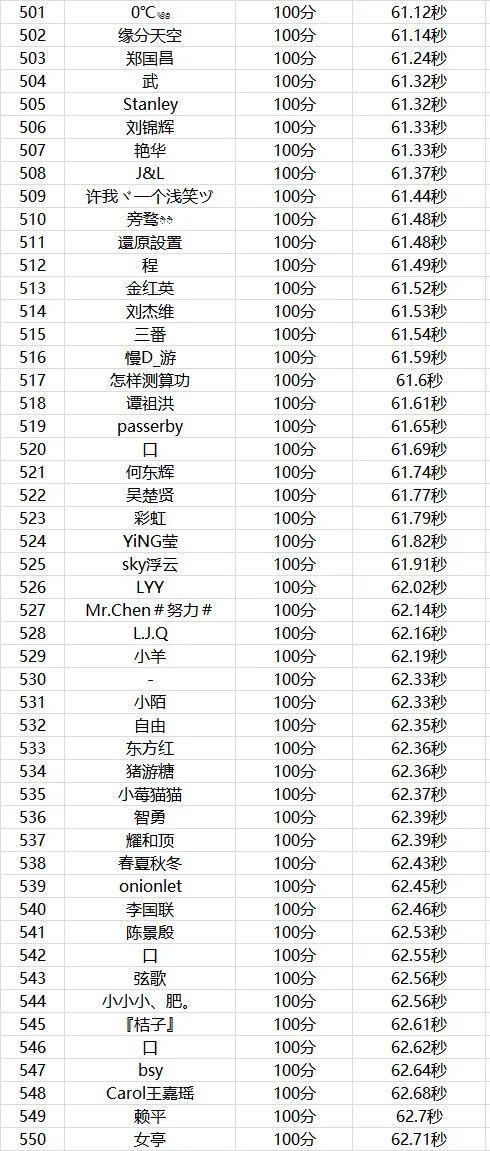 501 0℃ 100分 61.12秒
502 缘分天空 100分 61.14秒
503 郑国昌 100分 61.24秒
504 武 100分 61.32秒
505 Stanley 100分 61.32秒
506 刘锦辉 100分 61.33秒
507 艳华 100分 61.33秒
508 J&L 100分 61.37秒
509 许我ヾ一个浅笑ヅ 100分 61.44秒
510 旁骛 100分 61.48秒
511 還原設置 100分 61.48秒
512 程 100分 61.49秒
513 金红英 100分 61.52秒
514 刘杰维 100分 61.53秒
515 三番 100分 61.54秒
516 慢D_游 100分 61.59秒
517 怎样测算功 100分 61.6秒
518 谭祖洪 100分 61.61秒
519 passerby 100分 61.65秒
520 口 100分 61.69秒
521 何东辉 100分 61.74秒
522 吴楚贤 100分 61.77秒
523 彩虹 100分 61.79秒
524 YiNG莹 100分 61.82秒
525 sky浮云 100分 61.91秒
526 LYY 100分 62.02秒
527 Mr.Chen＃努力＃ 100分 62.14秒
528 L.J.Q 100分 62.16秒
529 小羊 100分 62.19秒
530 - 100分 62.33秒
531 小陌 100分 62.33秒
532 自由 100分 62.35秒
533 东方红 100分 62.36秒
534 猪游糖 100分 62.36秒
535 小莓猫猫 100分 62.37秒
536 智勇 100分 62.39秒
537 耀和顶 100分 62.39秒
538 春夏秋冬 100分 62.43秒
539 onionlet 100分 62.45秒
540 李国联 100分 62.46秒
541 陈景殷 100分 62.53秒
542 口 100分 62.55秒
543 弦歌 100分 62.56秒
544 小小小、肥。 100分 62.56秒
545 『桔子』 100分 62.61秒
546 口 100分 62.62秒
547 bsy 100分 62.64秒
548 Carol王嘉瑶 100分 62.68秒
549 赖平 100分 62.7秒
550 女亭 100分 62.71秒